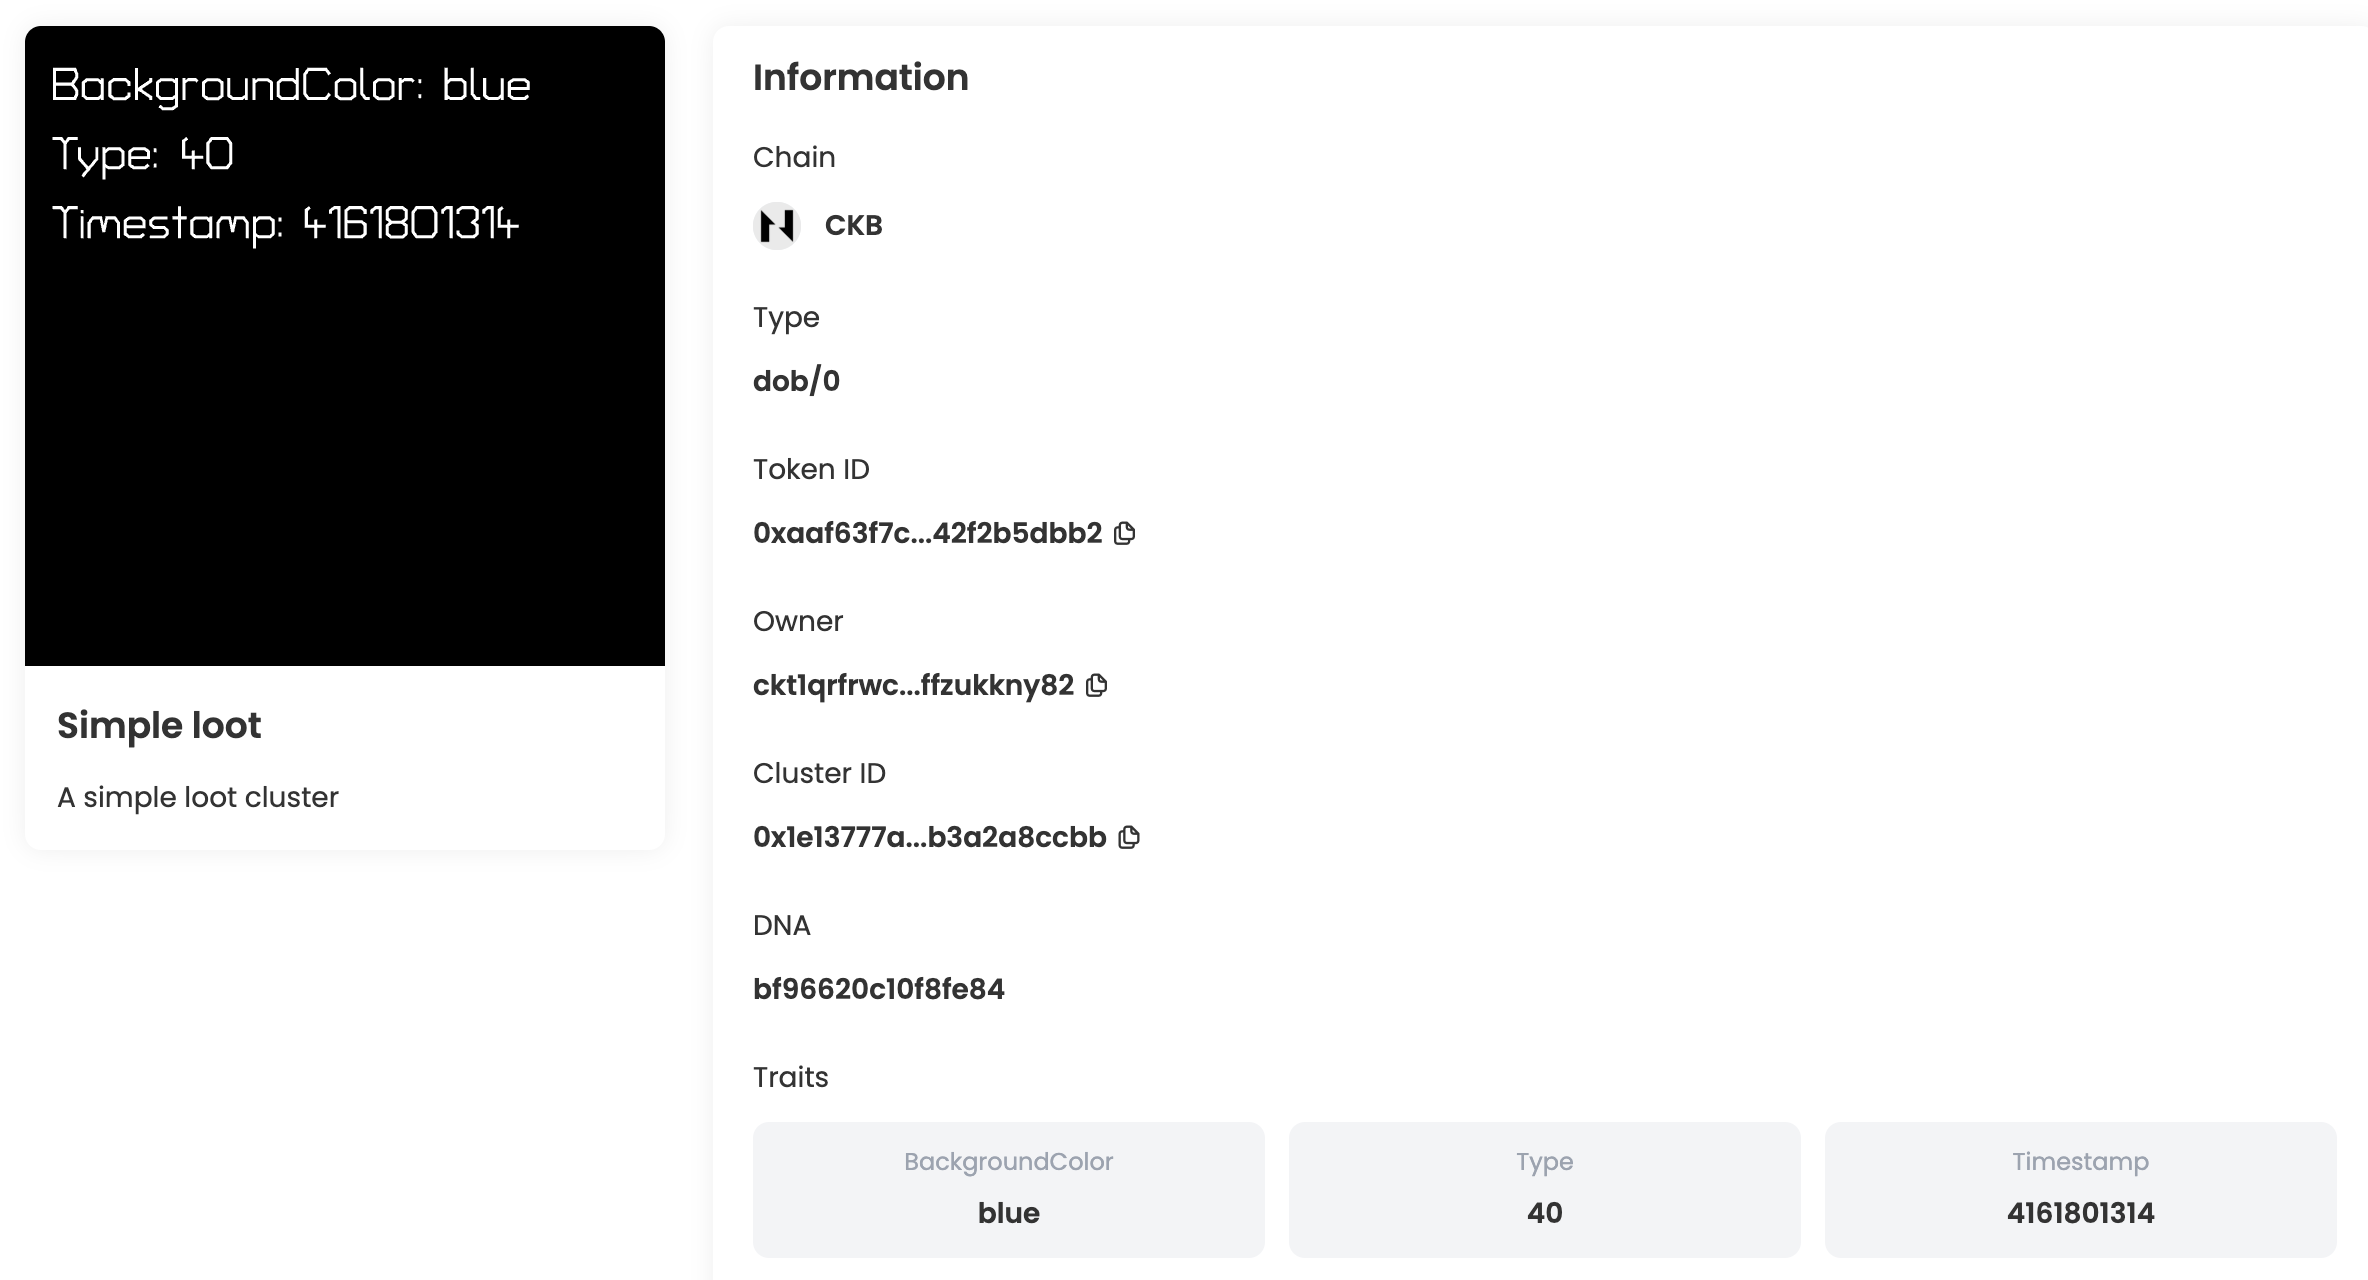 BackgroundColor: blue
Type: 40
Timestamp: 4161801314
Simple loot
A simple loot cluster
Information
Chain
CKB
Type
dob/0
Token ID
0xaaf63f7c...42f2b5dbb2
Owner
ckt1qrfrwc...ffzukkny82
Cluster ID
0x1e13777a...b3a2a8ccbb
DNA
bf96620c10f8fe84
Traits
BackgroundColor
blue
Type
40
Timestamp
4161801314